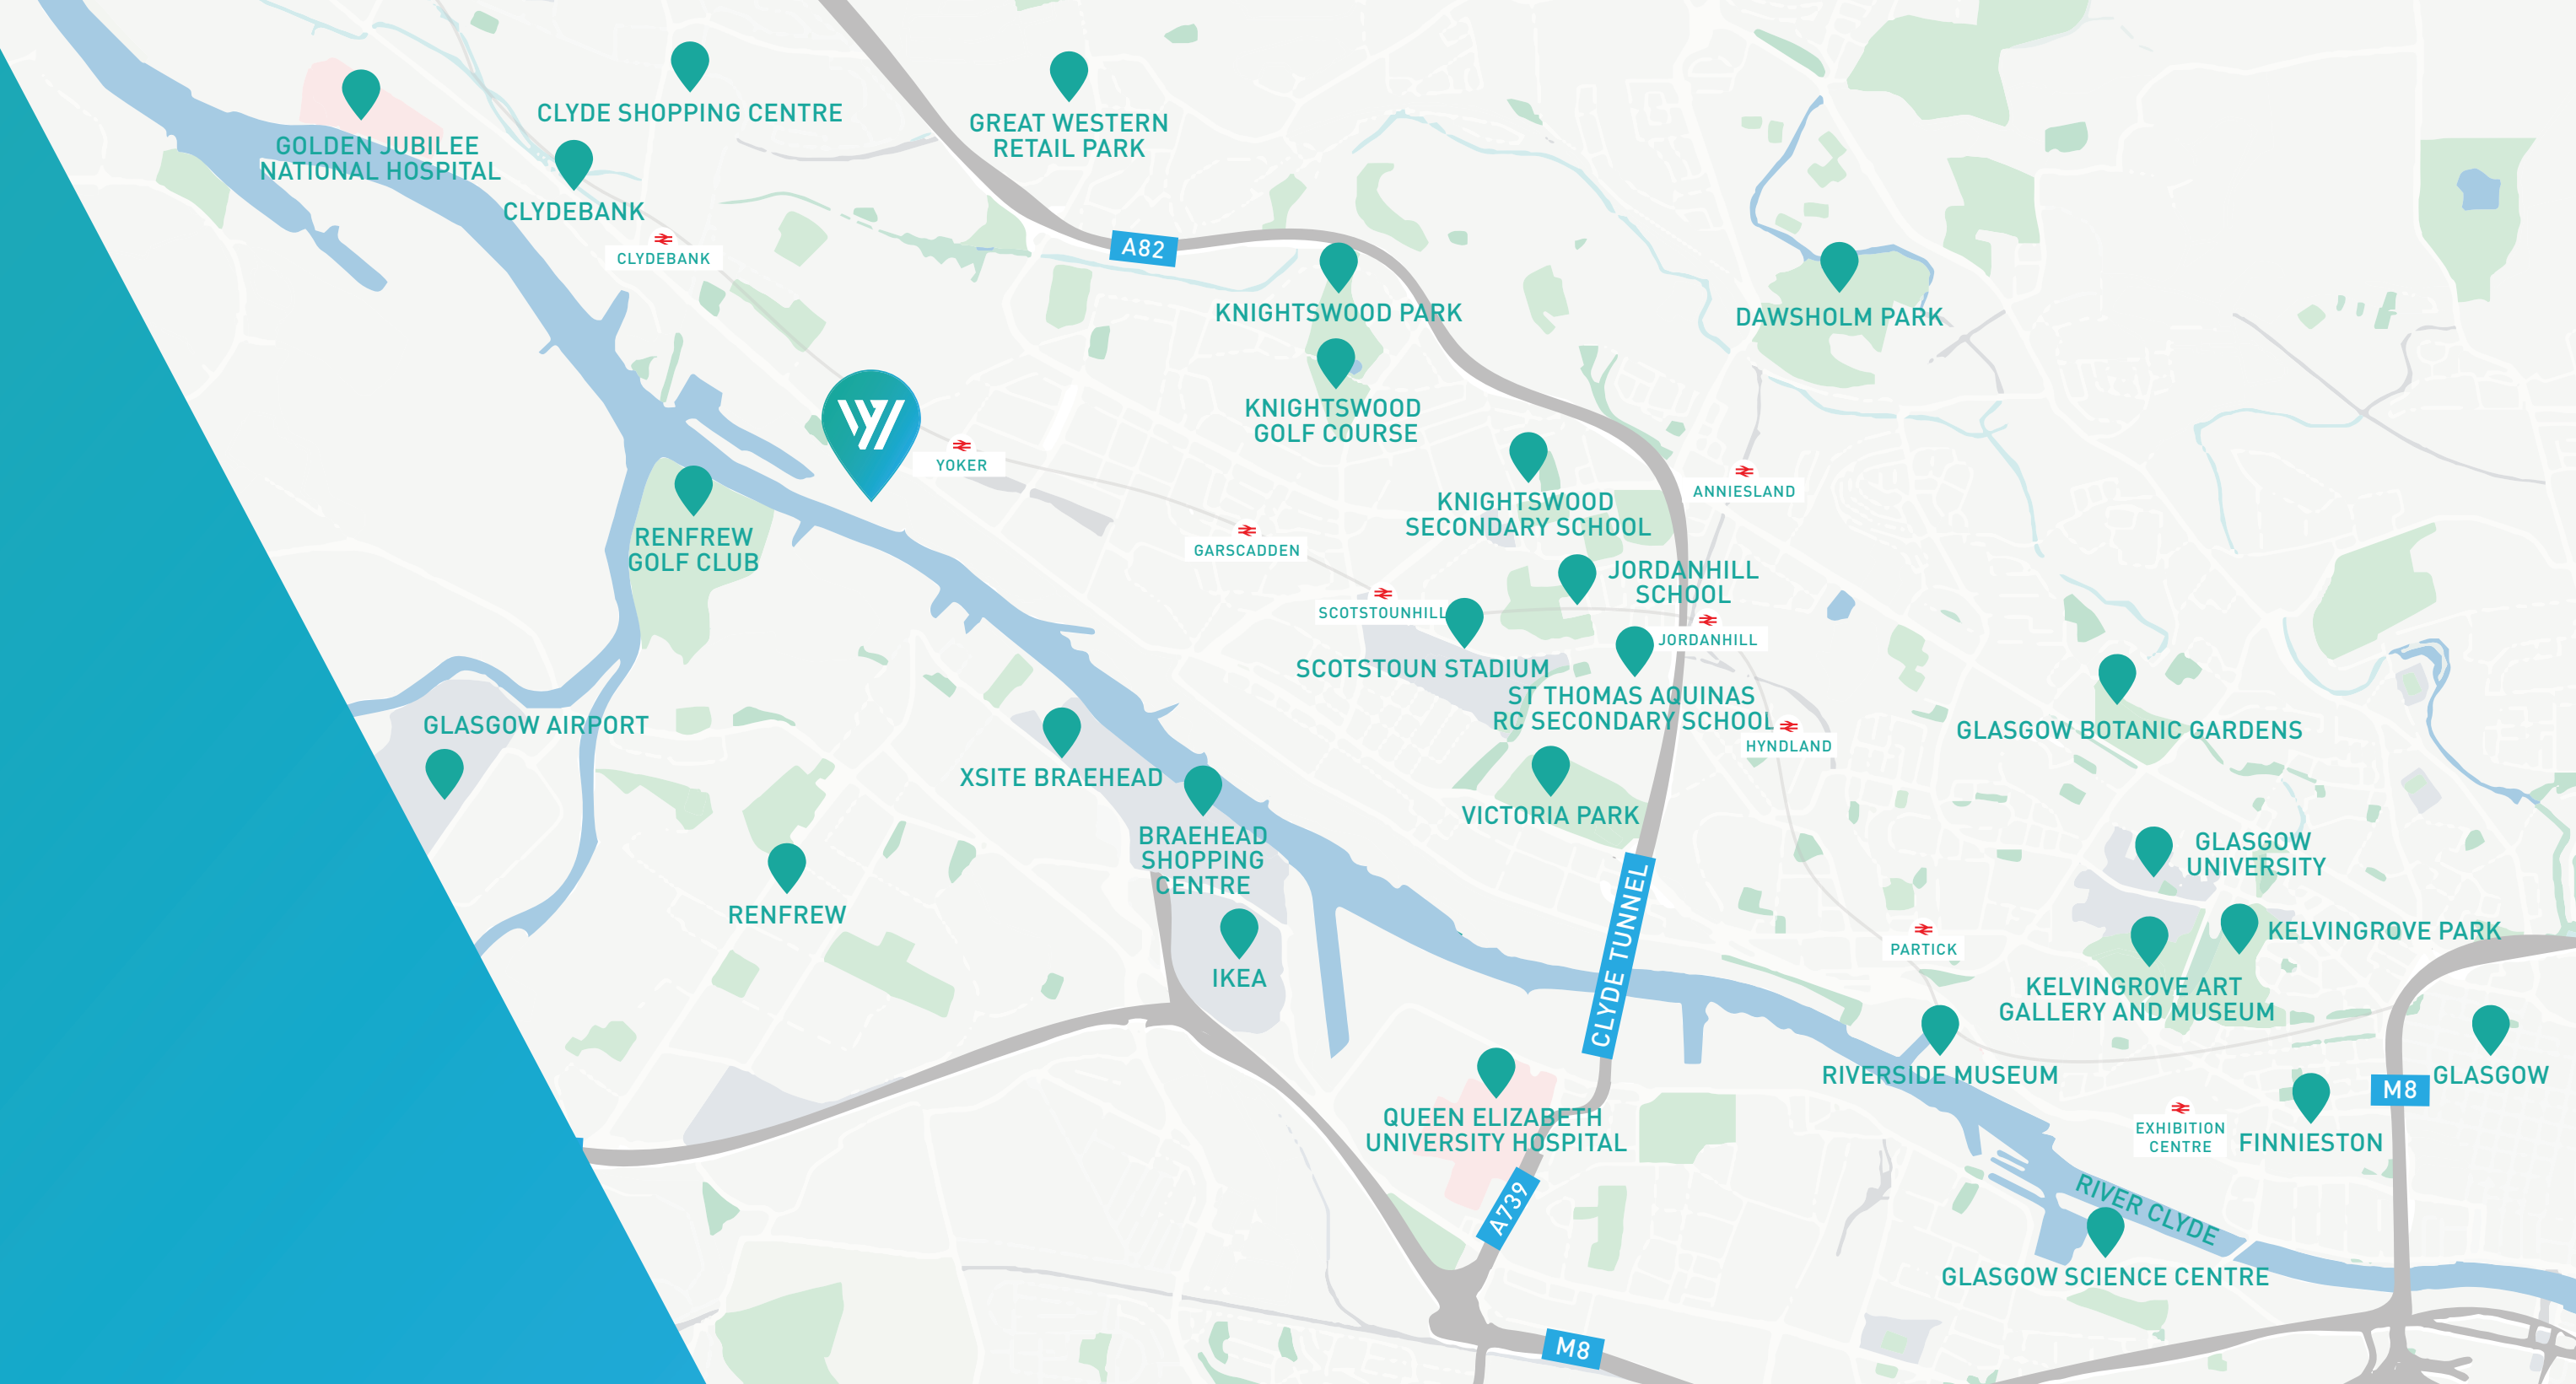 CLYDE SHOPPING CENTRE
GREAT WESTERN
RETAIL PARK
GOLDEN JUBILEE
NATIONAL HOSPITAL
CLYDEBANK
CLYDEBANK
A82
KNIGHTSWOOD PARK
DAWSHOLM PARK
KNIGHTSWOOD
GOLF COURSE
YOKER
ANNIESLAND
KNIGHTSWOOD
SECONDARY SCHOOL
RENFREW
GOLF CLUB
GARSCADDEN
JORDANHILL
SCHOOL
SCOTSTOUNHILL
JORDANHILL
SCOTSTOUN STADIUM
ST THOMAS AQUINAS
RC SECONDARY SCHOOL
GLASGOW AIRPORT
HYNDLAND
GLASGOW BOTANIC GARDENS
XSITE BRAEHEAD
VICTORIA PARK
BRAEHEAD
SHOPPING
CENTRE
GLASGOW
UNIVERSITY
RENFREW
CLYDE TUNNEL
KELVINGROVE PARK
PARTICK
IKEA
KELVINGROVE ART
GALLERY AND MUSEUM
RIVERSIDE MUSEUM
M8
GLASGOW
QUEEN ELIZABETH
UNIVERSITY HOSPITAL
EXHIBITION
CENTRE
FINNIESTON
A739
RIVER CLYDE
GLASGOW SCIENCE CENTRE
M8